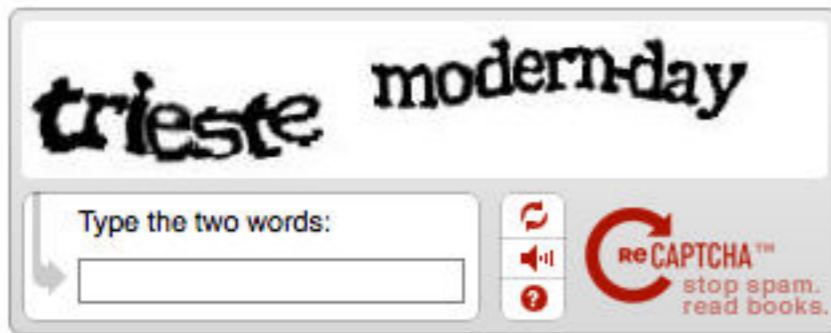 trieste modern-day
Type the two words:
ReCAPTCHA™
stop spam.
read books.
?